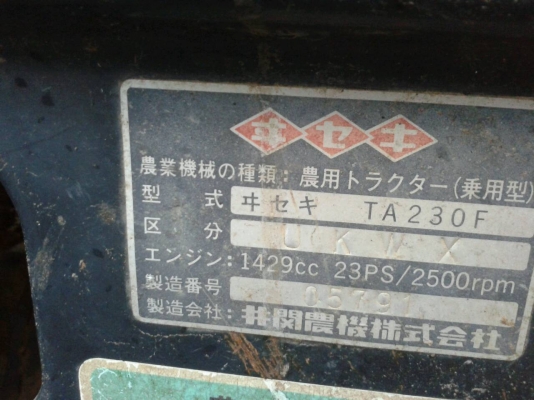 ヰセキ
農業機械の種類: 農用トラクター(乗用型)
型式 ヰセキ TA230F
区分 UKWX
エンジン: 1429cc 23PS/2500rpm
製造番号 05791
製造会社: 井関農機株式会社